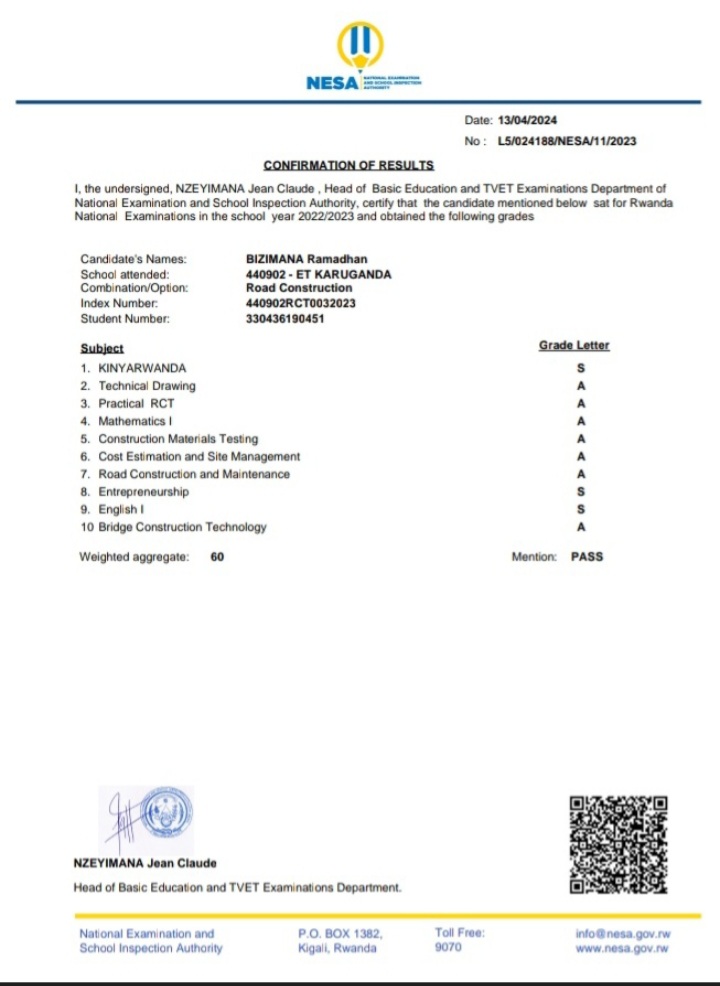 NESA
NATIONAL EXAMINATION
AND SCHOOL INSPECTION
AUTHORITY
Date: 13/04/2024
No : L5/024188/NESA/11/2023
CONFIRMATION OF RESULTS
I, the undersigned, NZEYIMANA Jean Claude , Head of Basic Education and TVET Examinations Department of
National Examination and School Inspection Authority, certify that the candidate mentioned below sat for Rwanda
National Examinations in the school year 2022/2023 and obtained the following grades
Candidate's Names: BIZIMANA Ramadhan
School attended: 440902 - ET KARUGANDA
Combination/Option: Road Construction
Index Number: 440902RCT0032023
Student Number: 330436190451
Subject Grade Letter
1. KINYARWANDA S
2. Technical Drawing A
3. Practical RCT A
4. Mathematics I A
5. Construction Materials Testing A
6. Cost Estimation and Site Management A
7. Road Construction and Maintenance A
8. Entrepreneurship S
9. English I S
10 Bridge Construction Technology A
Weighted aggregate: 60 Mention: PASS
NZEYIMANA Jean Claude
Head of Basic Education and TVET Examinations Department.
National Examination and P.O. BOX 1382, Toll Free: info@nesa.gov.rw
School Inspection Authority Kigali, Rwanda 9070 www.nesa.gov.rw